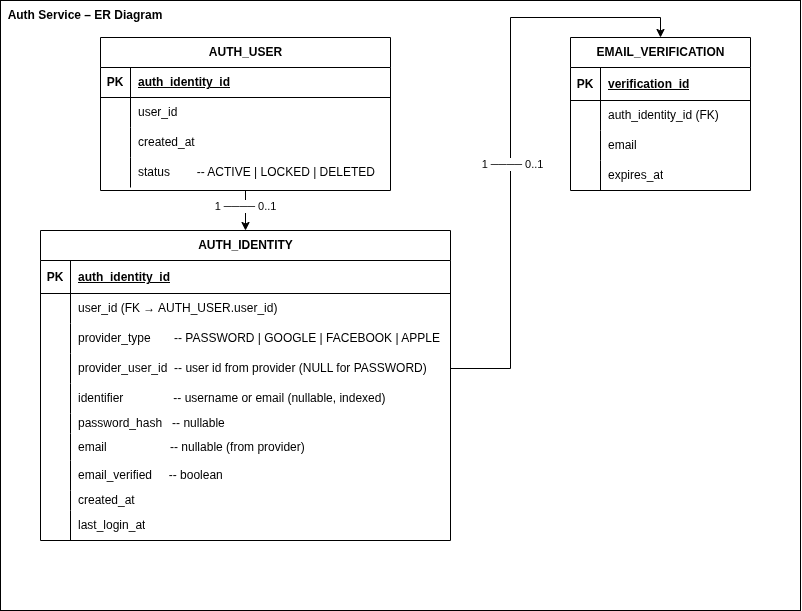 Auth Service – ER Diagram
AUTH_USER
PK auth_identity_id
user_id
created_at
status -- ACTIVE | LOCKED | DELETED
1 ──── 0..1
AUTH_IDENTITY
PK auth_identity_id
user_id (FK → AUTH_USER.user_id)
provider_type -- PASSWORD | GOOGLE | FACEBOOK | APPLE
provider_user_id -- user id from provider (NULL for PASSWORD)
identifier -- username or email (nullable, indexed)
password_hash -- nullable
email -- nullable (from provider)
email_verified -- boolean
created_at
last_login_at
1 ──── 0..1
EMAIL_VERIFICATION
PK verification_id
auth_identity_id (FK)
email
expires_at